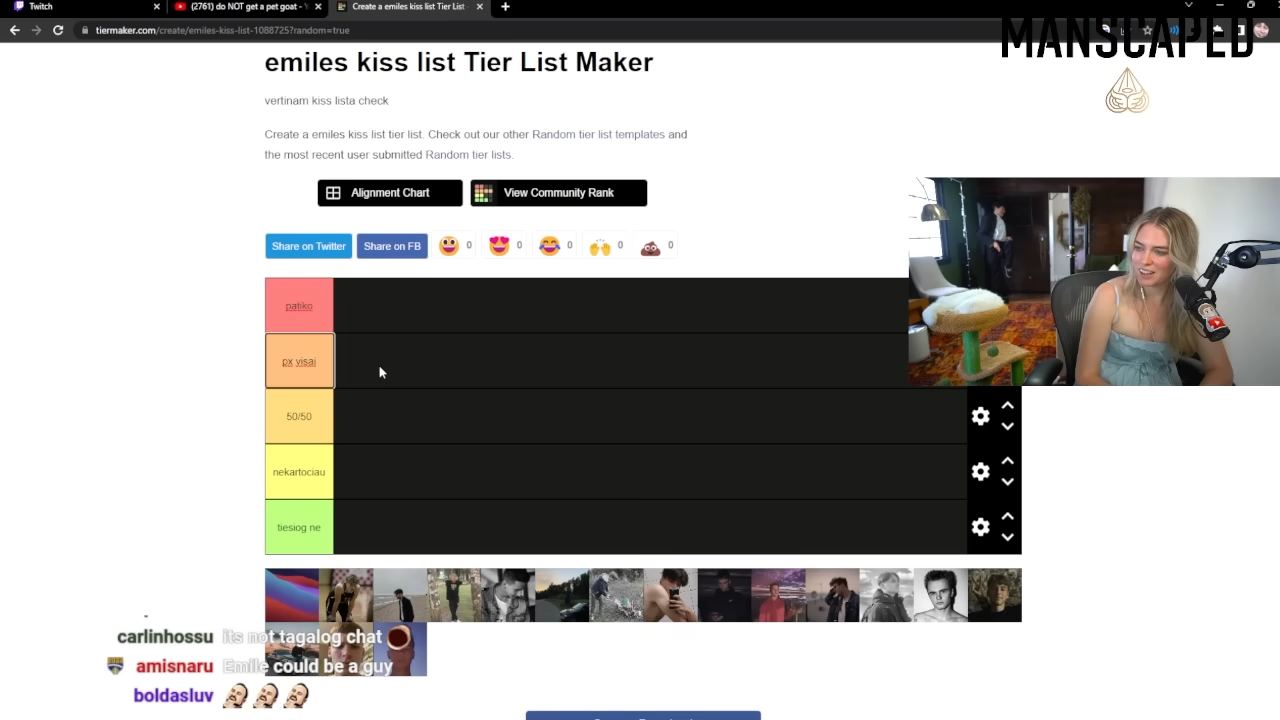 Twitch
(2761) do NOT get a pet goat - Y
Create a emiles kiss list Tier List
tiermaker.com/create/emiles-kiss-list-1088725?random=true
MANSCAPED
emiles kiss list Tier List Maker
vertinam kiss lista check
Create a emiles kiss list tier list. Check out our other Random tier list templates and
the most recent user submitted Random tier lists.
Alignment Chart
View Community Rank
Share on Twitter
Share on FB
0
0
0
0
0
patiko
px visai
50/50
nekartociau
tiesiog ne
carlinhossu its not tagalog chat
amisnaru Emile could be a guy
boldasluv